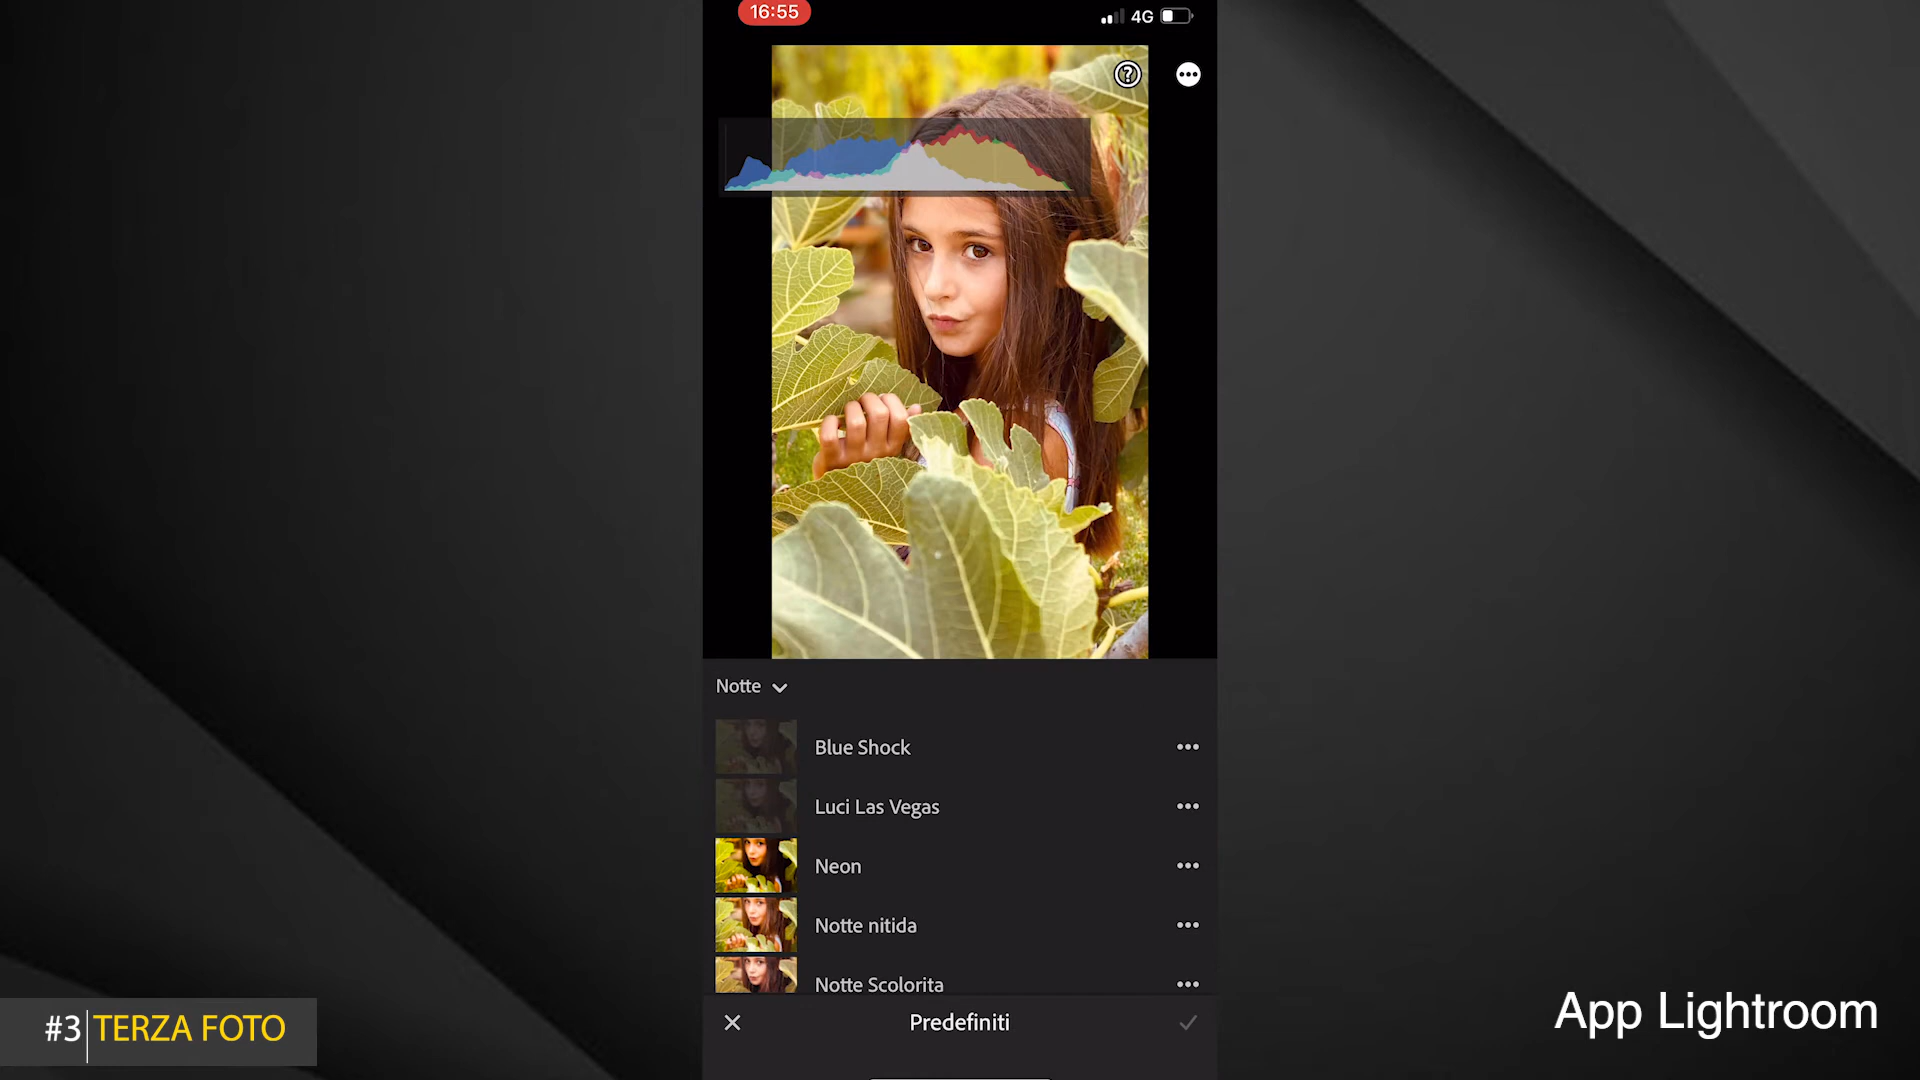 16:55
4G
Notte
Blue Shock
Luci Las Vegas
Neon
Notte nitida
Notte Scolorita
Predefiniti
#3 TERZA FOTO
App Lightroom